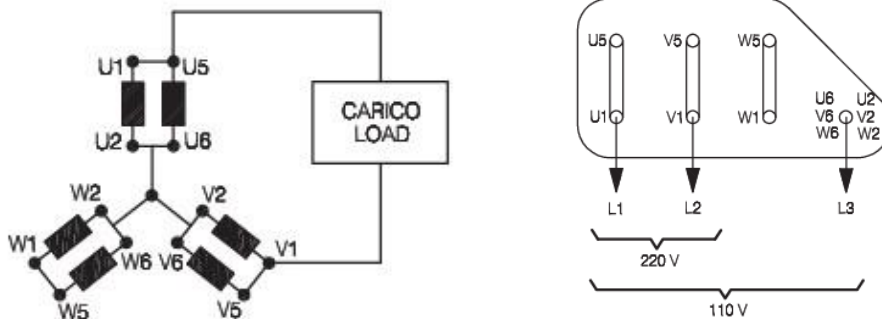 U1 U5
CARICO
LOAD
U2 U6
W2 V2
W1 V1
W6 V6
W5 V5
U5 V5 W5
U6 U2
U1 V1 W1 V6 V2
W6 W2
L1 L2 L3
220 V
110 V